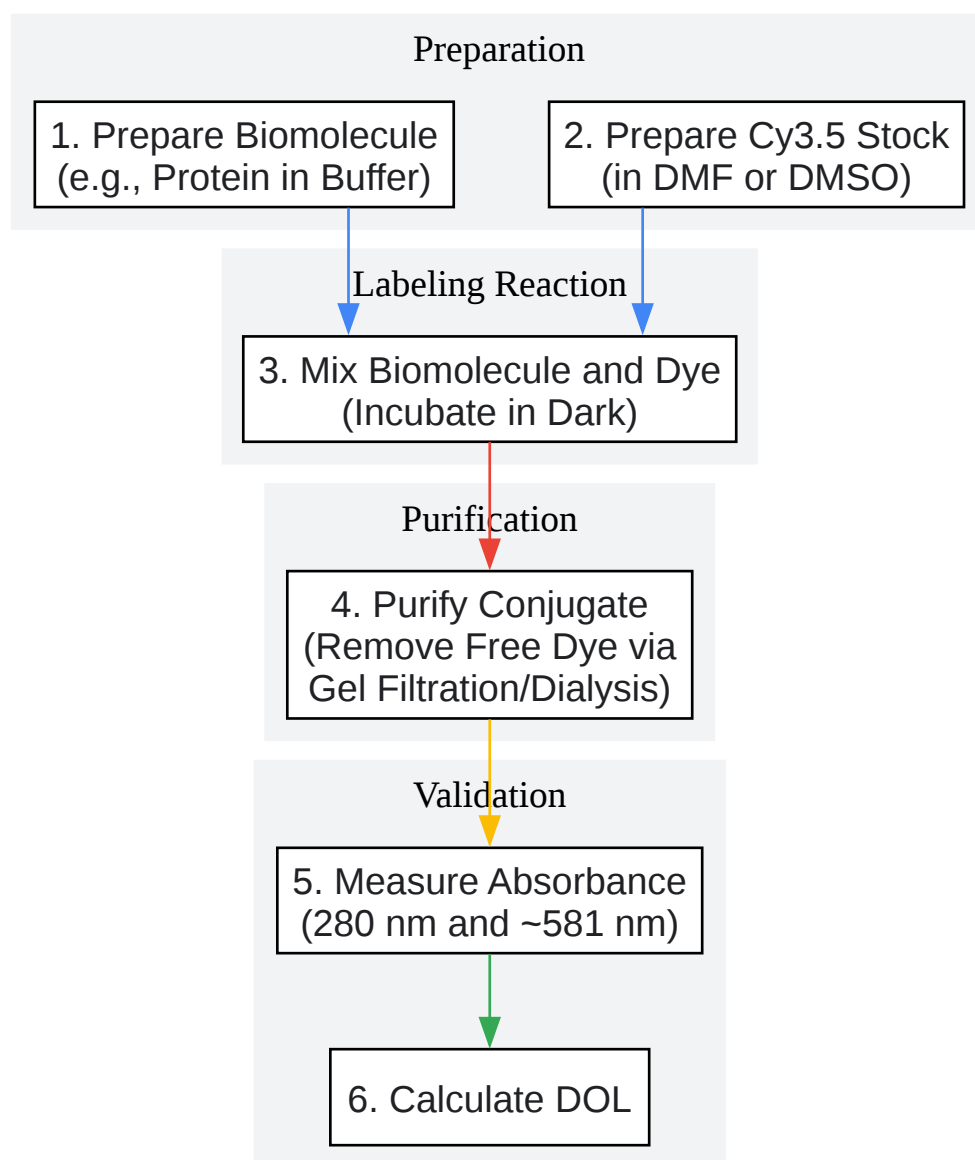 Preparation
1. Prepare Biomolecule
(e.g., Protein in Buffer)
2. Prepare Cy3.5 Stock
(in DMF or DMSO)
Labeling Reaction
3. Mix Biomolecule and Dye
(Incubate in Dark)
Purification
4. Purify Conjugate
(Remove Free Dye via
Gel Filtration/Dialysis)
Validation
5. Measure Absorbance
(280 nm and ~581 nm)
6. Calculate DOL